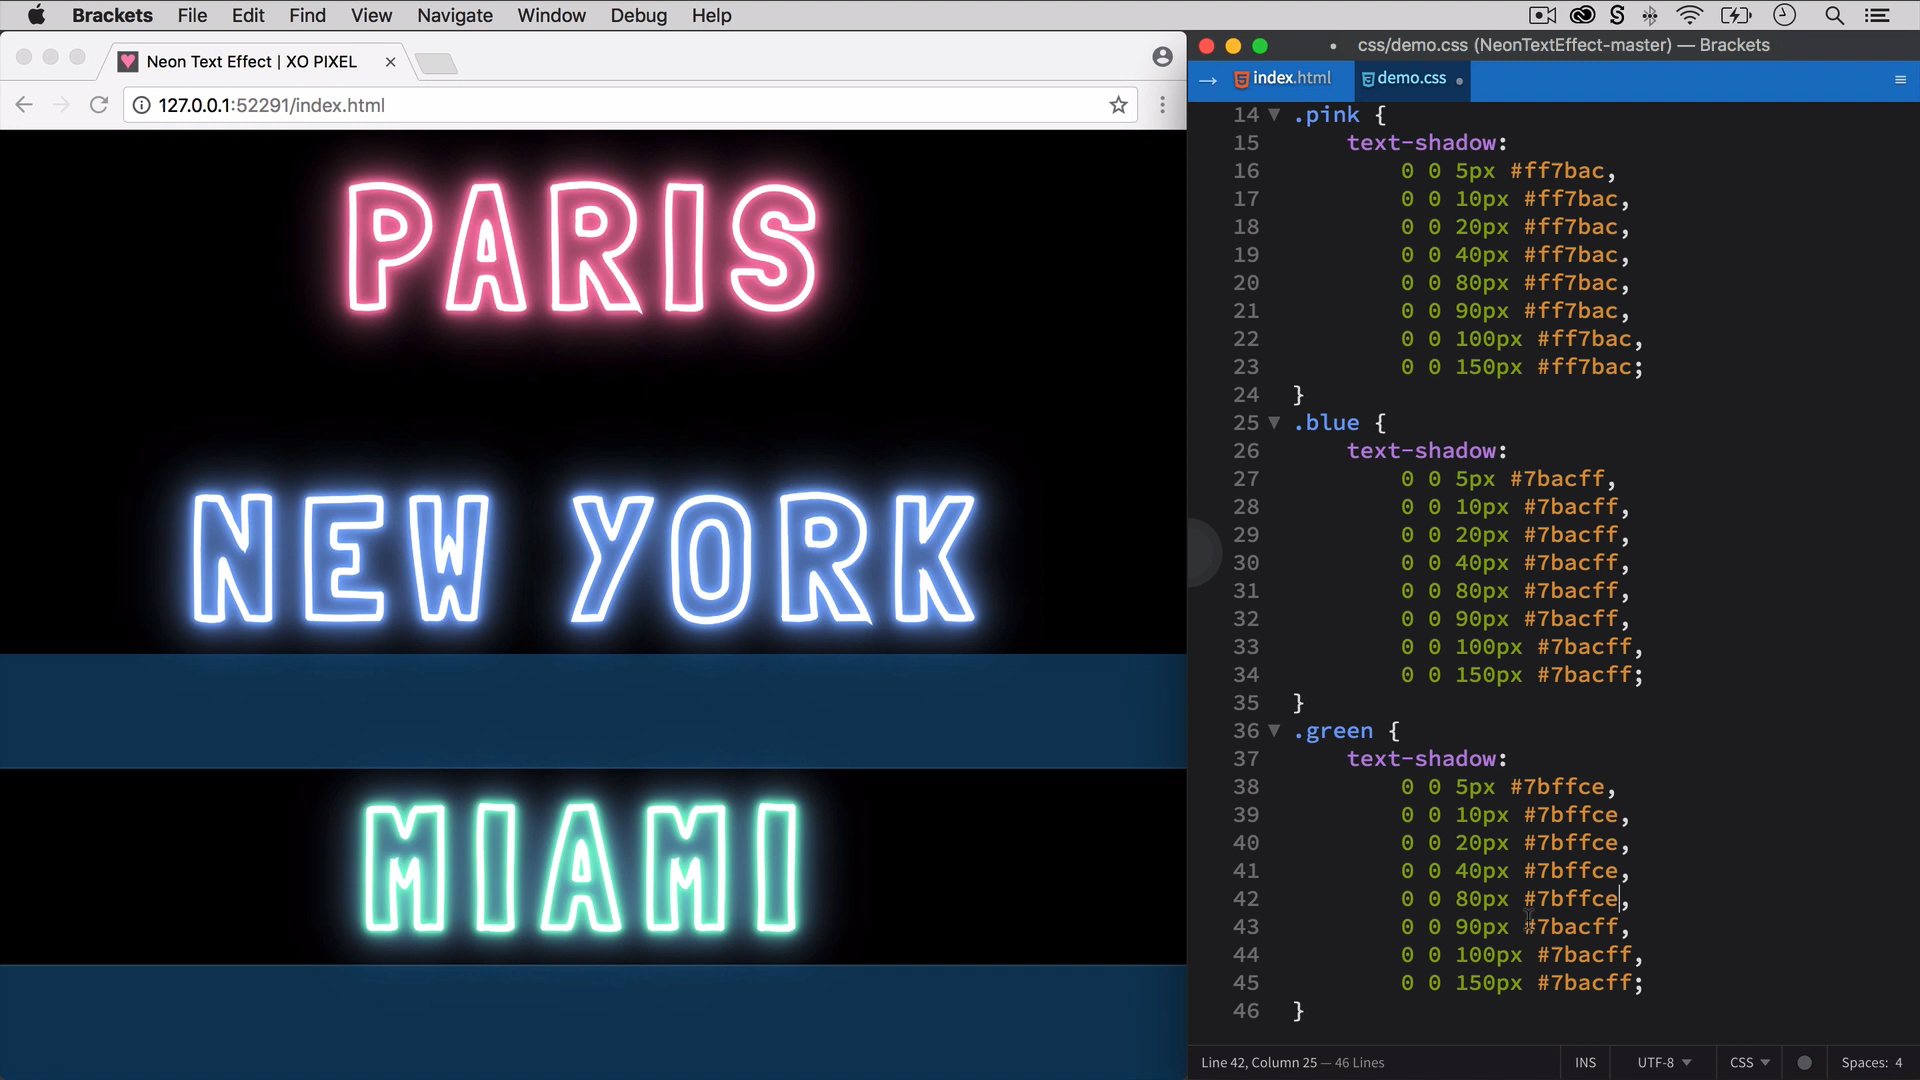 Brackets File Edit Find View Navigate Window Debug Help
Neon Text Effect | XO PIXEL
127.0.0.1:52291/index.html
PARIS
NEW YORK
MIAMI
css/demo.css (NeonTextEffect-master) — Brackets
index.html demo.css
14 .pink {
15 text-shadow:
16 0 0 5px #ff7bac,
17 0 0 10px #ff7bac,
18 0 0 20px #ff7bac,
19 0 0 40px #ff7bac,
20 0 0 80px #ff7bac,
21 0 0 90px #ff7bac,
22 0 0 100px #ff7bac,
23 0 0 150px #ff7bac;
24 }
25 .blue {
26 text-shadow:
27 0 0 5px #7bacff,
28 0 0 10px #7bacff,
29 0 0 20px #7bacff,
30 0 0 40px #7bacff,
31 0 0 80px #7bacff,
32 0 0 90px #7bacff,
33 0 0 100px #7bacff,
34 0 0 150px #7bacff;
35 }
36 .green {
37 text-shadow:
38 0 0 5px #7bffce,
39 0 0 10px #7bffce,
40 0 0 20px #7bffce,
41 0 0 40px #7bffce,
42 0 0 80px #7bffce,
43 0 0 90px #7bacff,
44 0 0 100px #7bacff,
45 0 0 150px #7bacff;
46 }
Line 42, Column 25 — 46 Lines INS UTF-8 CSS Spaces: 4